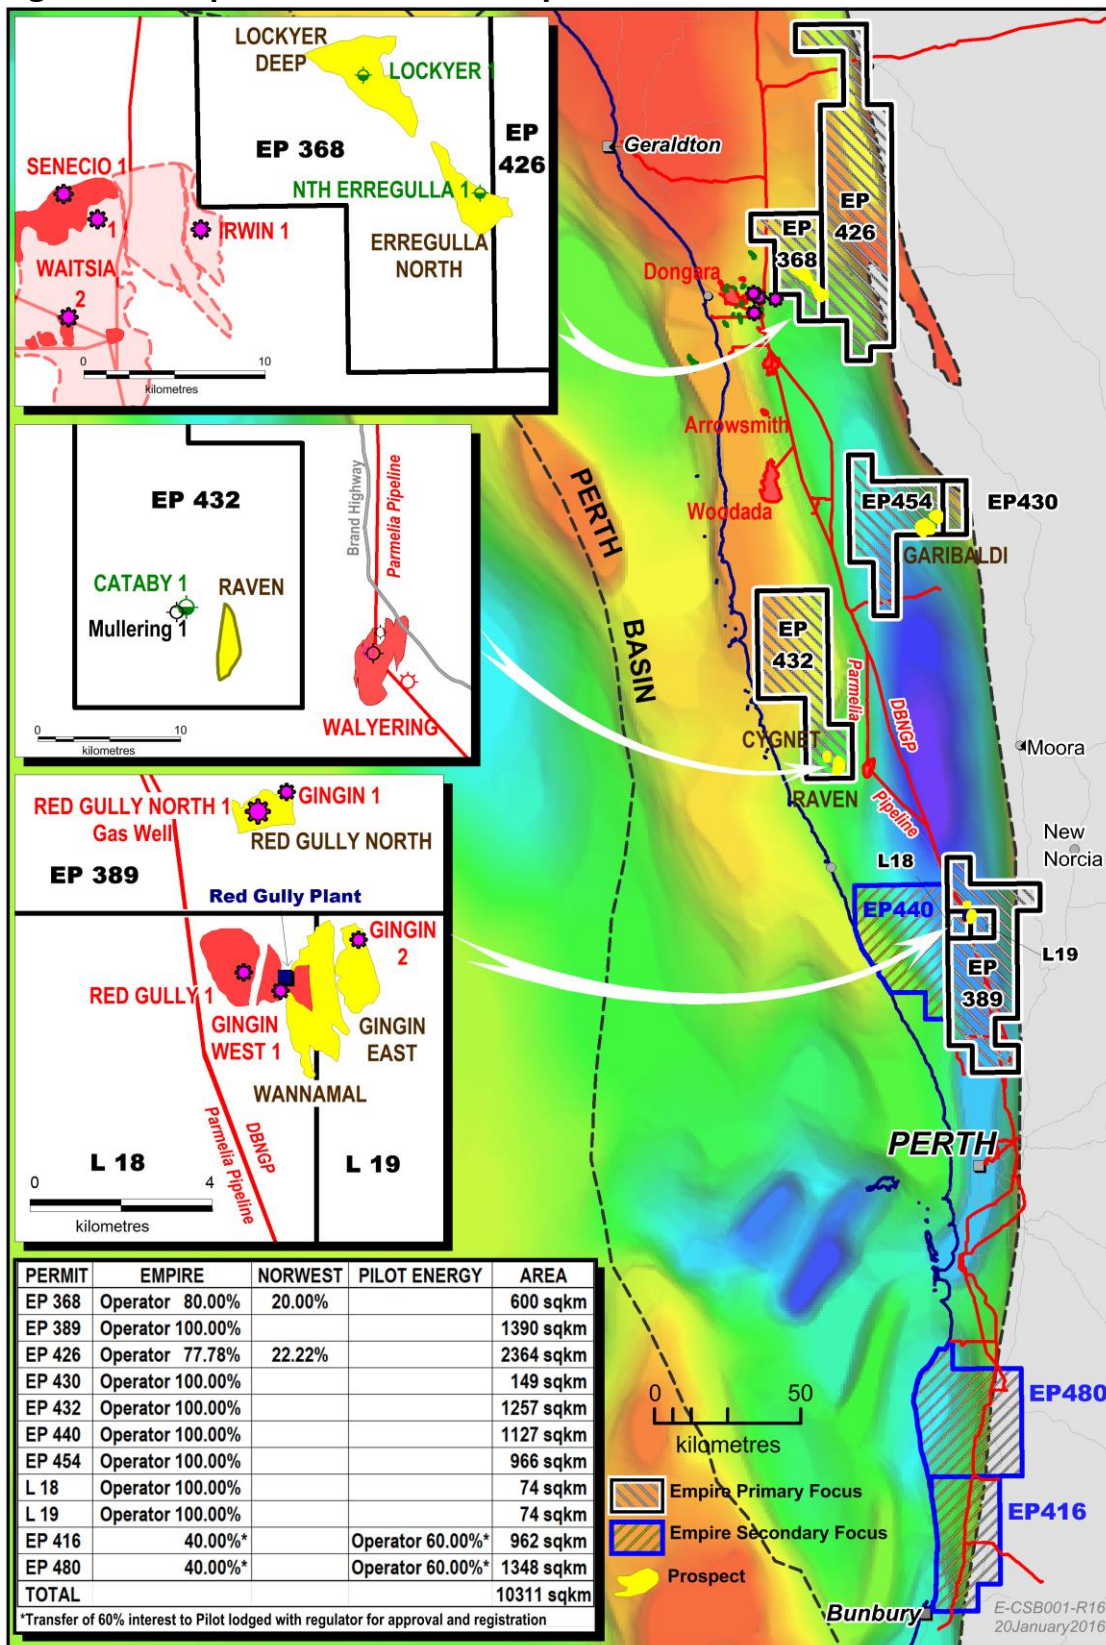 LOCKYER
DEEP
LOCKYER 1
EP 368
EP
426
SENECIO 1
1
IRWIN 1
WAITSIA
2
NTH ERREGULLA 1
ERREGULLA
NORTH
0 10
kilometres
EP 432
CATABY 1
Mullering 1
RAVEN
Brand Highway
Parmelia Pipeline
WALYERING
0 10
kilometres
RED GULLY NORTH 1
Gas Well
GINGIN 1
RED GULLY NORTH
EP 389
Red Gully Plant
GINGIN
2
RED GULLY 1
GINGIN
WEST 1
GINGIN
EAST
WANNAMAL
L 18
L 19
DBNGP
Parmelia Pipeline
0 4
kilometres
Geraldton
EP
426
EP
368
Dongara
Arrowsmith
Woodada
EP454
EP430
GARIBALDI
PERTH
BASIN
EP
432
Parmelia
DBNGP
Pipeline
CYGNET
RAVEN
Moora
New
Norcia
L18
EP440
L19
EP
389
PERTH
EP480
EP416
Bunbury
0 50
kilometres
Empire Primary Focus
Empire Secondary Focus
Prospect
PERMIT EMPIRE NORWEST PILOT ENERGY AREA
EP 368 Operator 80.00% 20.00% 600 sqkm
EP 389 Operator 100.00% 1390 sqkm
EP 426 Operator 77.78% 22.22% 2364 sqkm
EP 430 Operator 100.00% 149 sqkm
EP 432 Operator 100.00% 1257 sqkm
EP 440 Operator 100.00% 1127 sqkm
EP 454 Operator 100.00% 966 sqkm
L 18 Operator 100.00% 74 sqkm
L 19 Operator 100.00% 74 sqkm
EP 416 40.00%* Operator 60.00%* 962 sqkm
EP 480 40.00%* Operator 60.00%* 1348 sqkm
TOTAL 10311 sqkm
*Transfer of 60% interest to Pilot lodged with regulator for approval and registration
E-CSB001-R16
20January2016